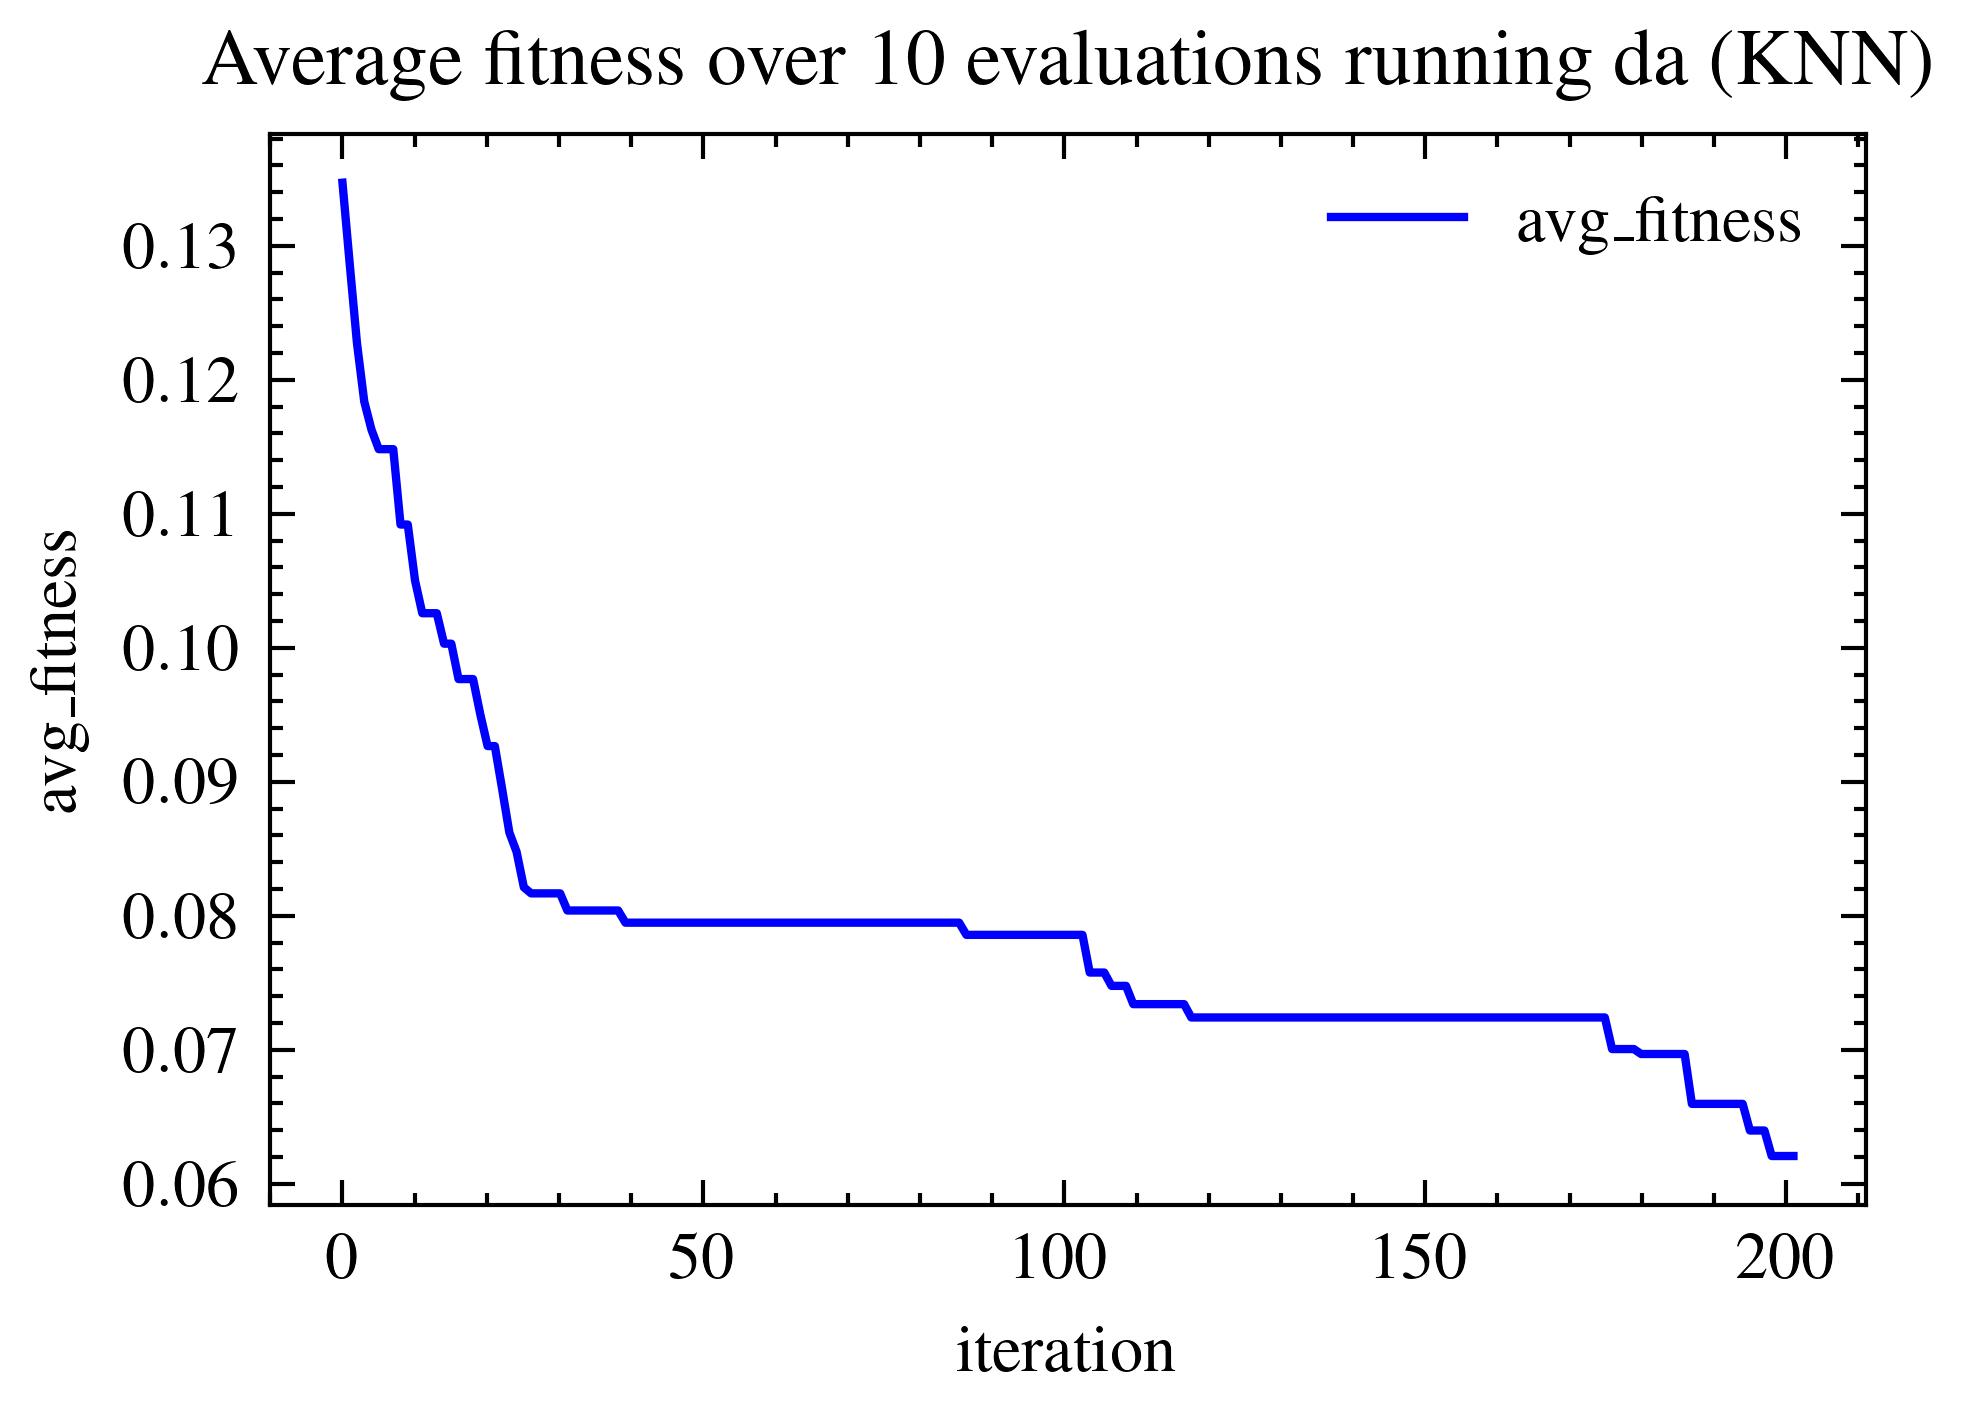 Average fitness over 10 evaluations running da (KNN)
avg_fitness
0.13
0.12
0.11
0.10
0.09
0.08
0.07
0.06
avg_fitness
0 50 100 150 200
iteration